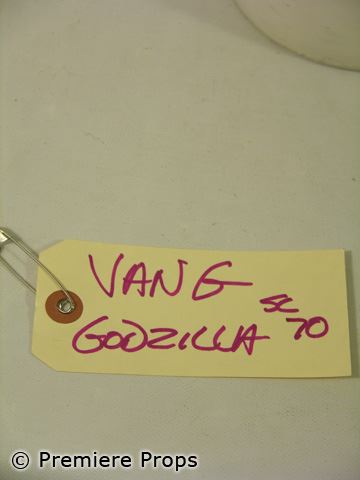 VANG
GODZILLA SC 70
© Premiere Props